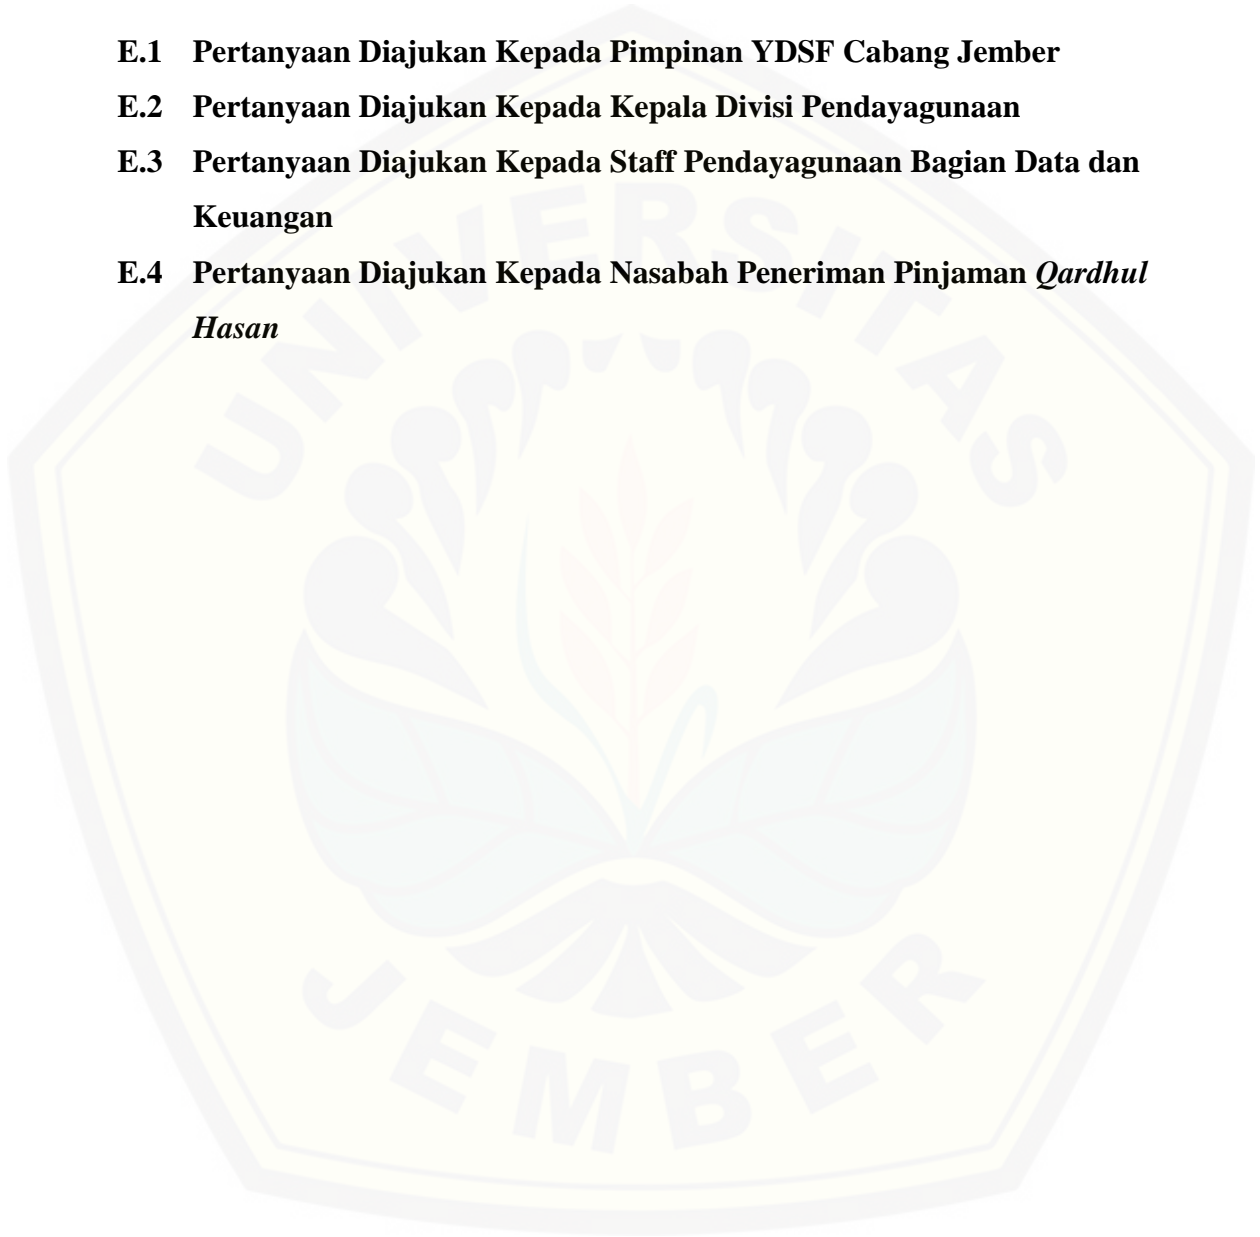 E.1 Pertanyaan Diajukan Kepada Pimpinan YDSF Cabang Jember
E.2 Pertanyaan Diajukan Kepada Kepala Divisi Pendayagunaan
E.3 Pertanyaan Diajukan Kepada Staff Pendayagunaan Bagian Data dan
Keuangan
E.4 Pertanyaan Diajukan Kepada Nasabah Peneriman Pinjaman Qardhul
Hasan
UNIVERSITAS
JEMBER